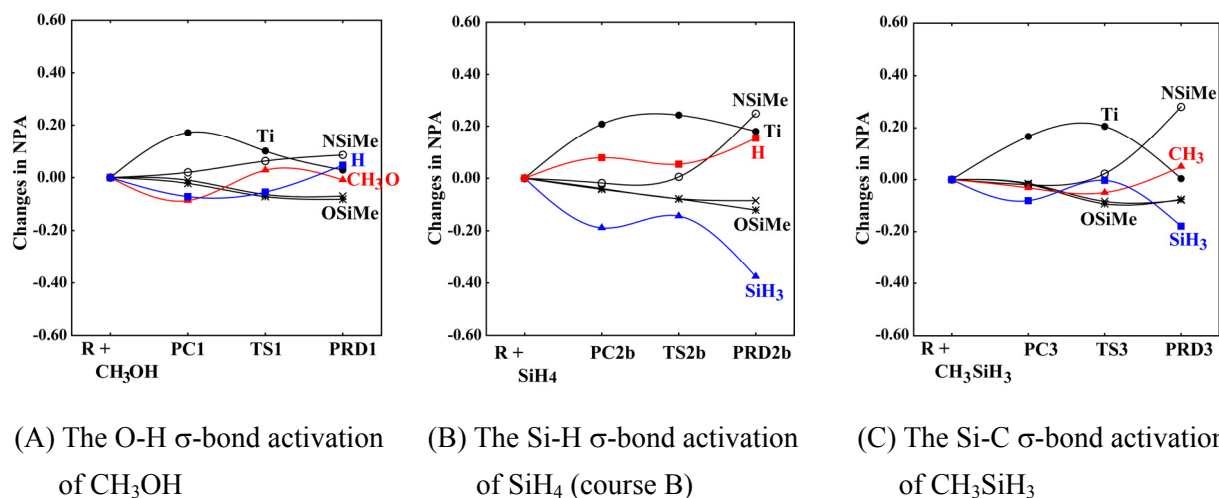 (A)
0.60
0.40
0.20
0.00
-0.20
-0.40
-0.60
Changes in NPA
Ti
NSiMe
H
CH₃O
OSiMe
R +
CH₃OH
PC1
TS1
PRD1
(B)
0.60
0.40
0.20
0.00
-0.20
-0.40
-0.60
Changes in NPA
NSiMe
Ti
H
OSiMe
SiH₃
R +
SiH4
PC2b
TS2b
PRD2b
(C)
0.60
0.40
0.20
0.00
-0.20
-0.40
-0.60
Changes in NPA
NSiMe
Ti
CH₃
OSiMe
SiH₃
R +
CH₃SiH₃
PC3
TS3
PRD3
(A) The O-H σ-bond activation
of CH₃OH
(B) The Si-H σ-bond activation
of SiH₄ (course B)
(C) The Si-C σ-bond activation
of CH₃SiH₃